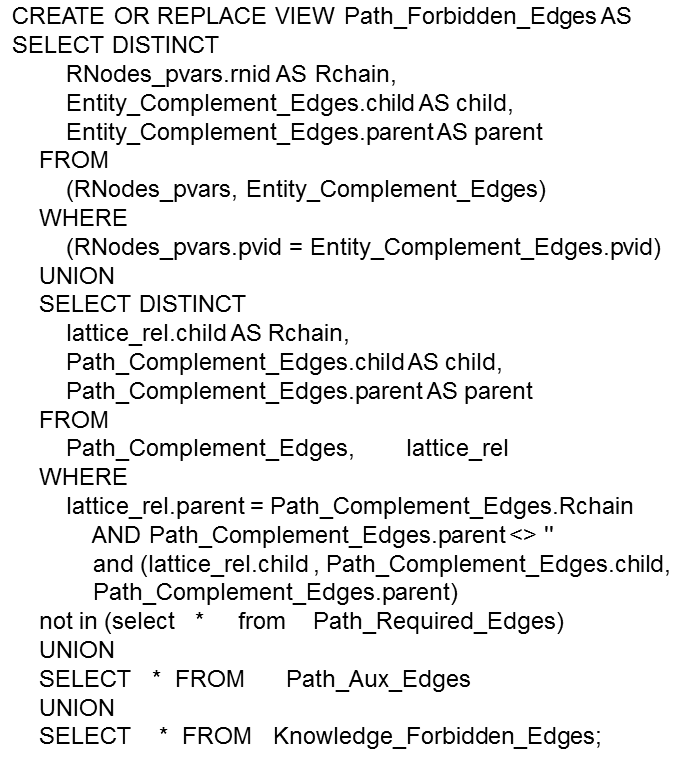 CREATE OR REPLACE VIEW Path_Forbidden_Edges AS
SELECT DISTINCT
RNodes_pvars.rnid AS Rchain,
Entity_Complement_Edges.child AS child,
Entity_Complement_Edges.parent AS parent
FROM
(RNodes_pvars, Entity_Complement_Edges)
WHERE
(RNodes_pvars.pvid = Entity_Complement_Edges.pvid)
UNION
SELECT DISTINCT
lattice_rel.child AS Rchain,
Path_Complement_Edges.child AS child,
Path_Complement_Edges.parent AS parent
FROM
Path_Complement_Edges, lattice_rel
WHERE
lattice_rel.parent = Path_Complement_Edges.Rchain
AND Path_Complement_Edges.parent <> ''
and (lattice_rel.child , Path_Complement_Edges.child,
Path_Complement_Edges.parent)
not in (select * from Path_Required_Edges)
UNION
SELECT * FROM Path_Aux_Edges
UNION
SELECT * FROM Knowledge_Forbidden_Edges;